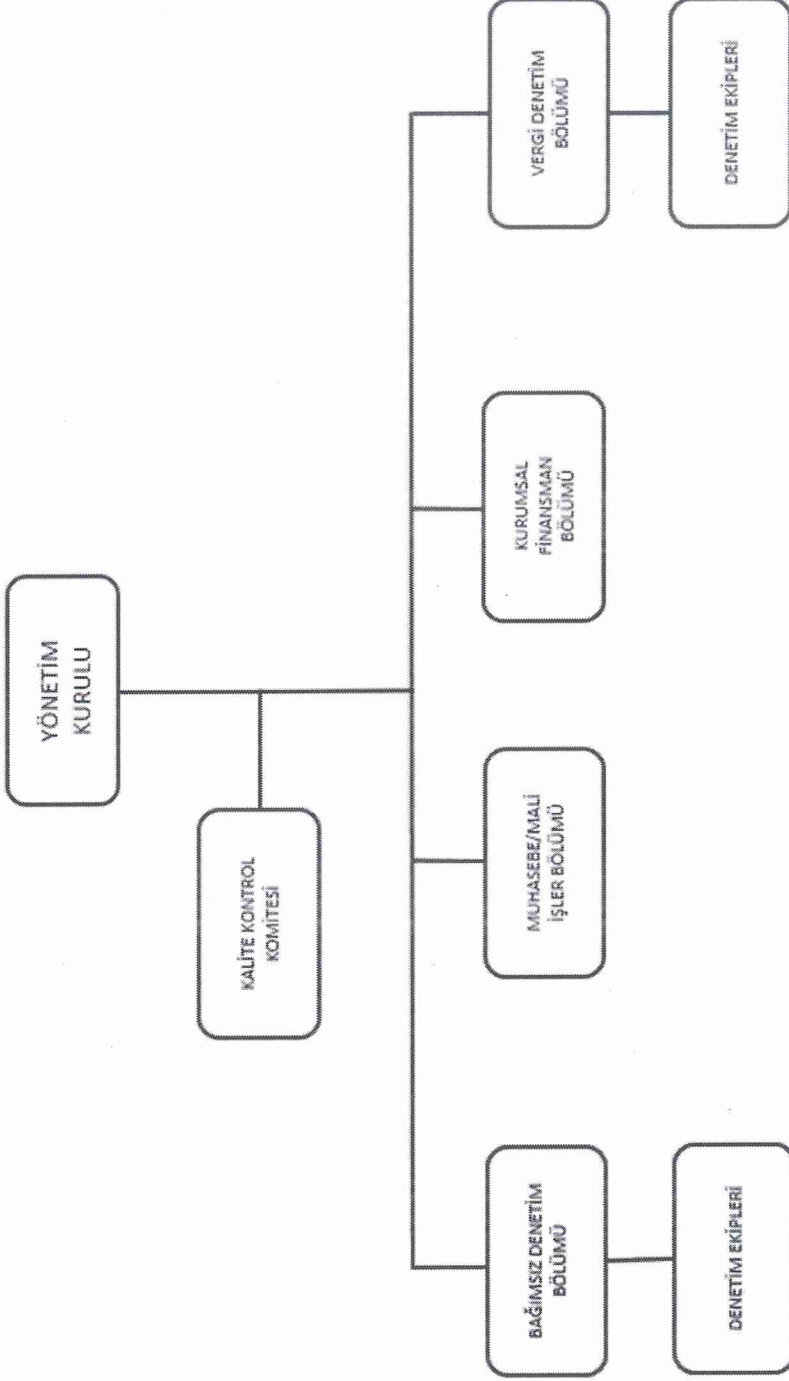 YÖNETİM
KURULU
KALİTE KONTROL
KOMİTESİ
BAĞIMSIZ DENETİM
BÖLÜMÜ
MUHASEBE/MALİ
İŞLER BÖLÜMÜ
KURUMSAL
FİNANSMAN
BÖLÜMÜ
VERGİ DENETİM
BÖLÜMÜ
DENETİM EKİPLERİ
DENETİM EKİPLERİ